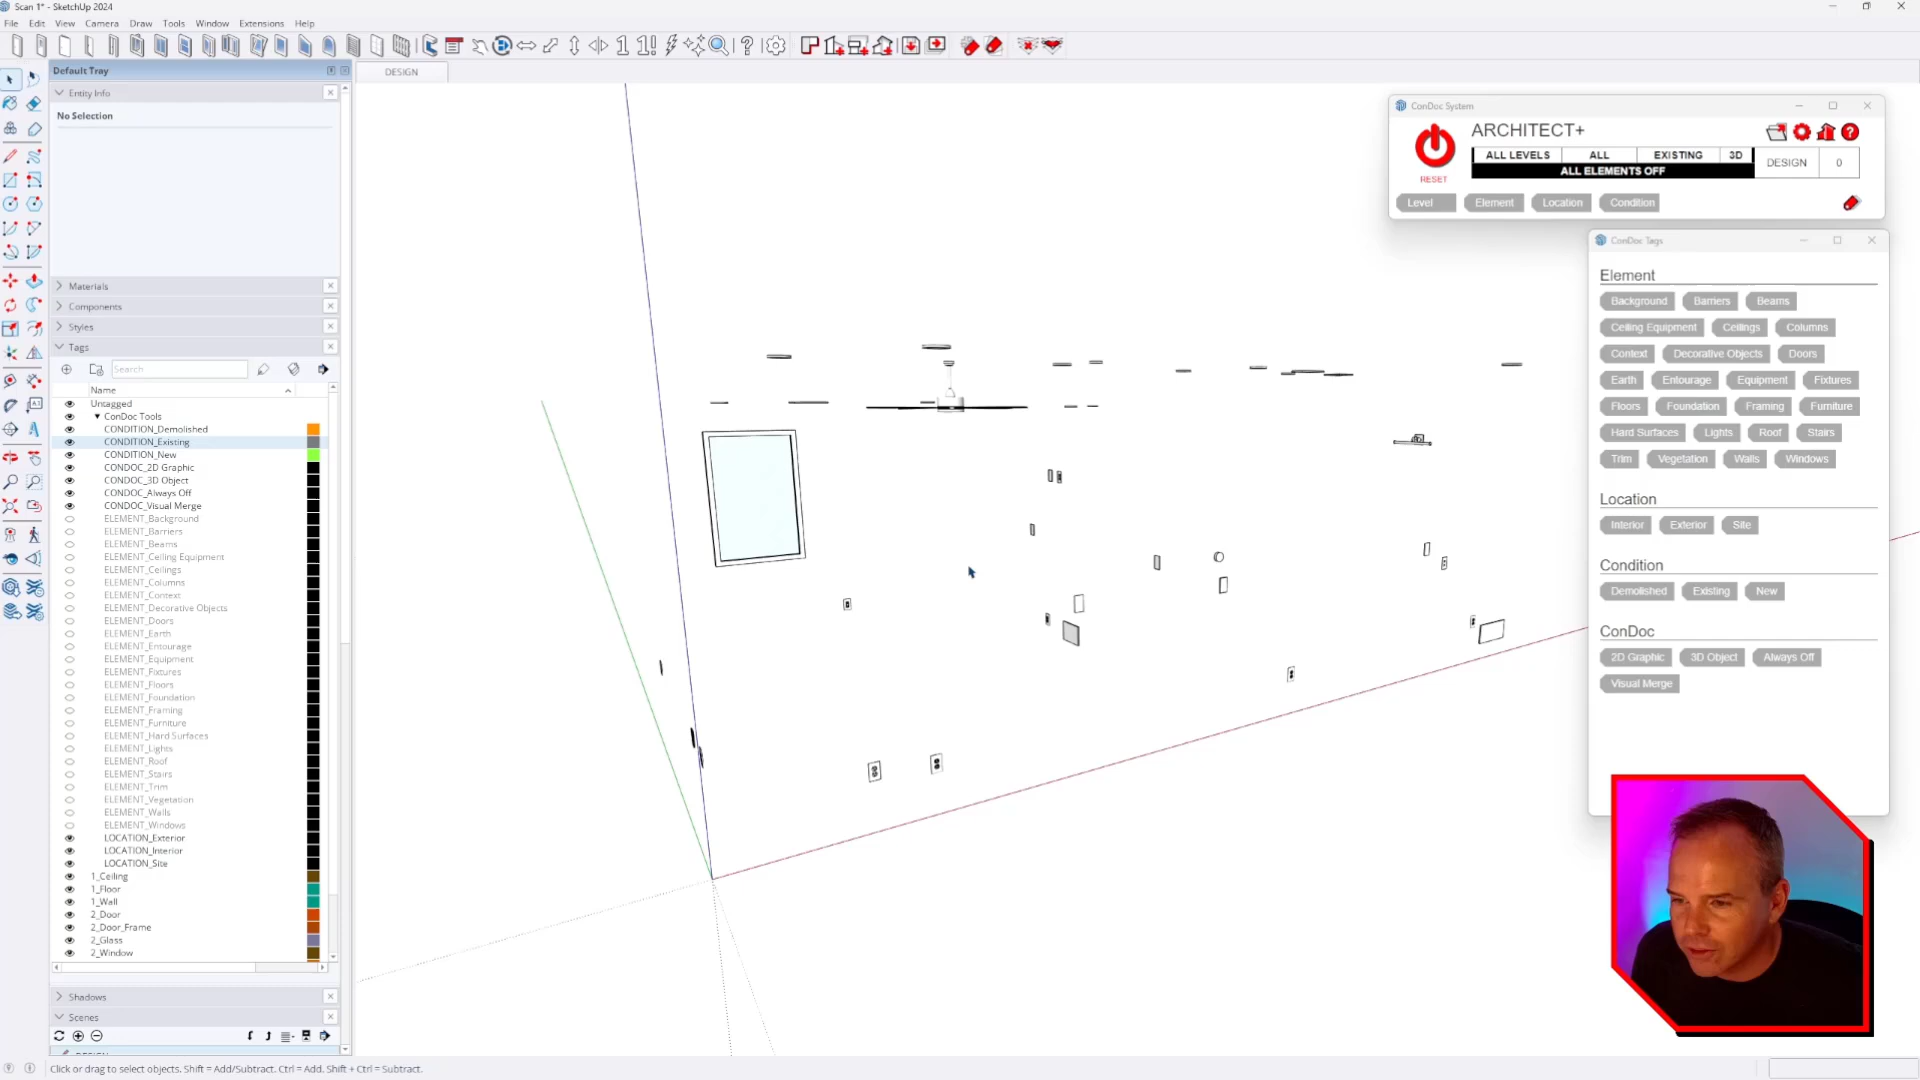 Scan 1* - SketchUp 2024
File Edit View Camera Draw Tools Window Extensions Help
Default Tray
DESIGN
Entity Info
No Selection
Materials
Components
Styles
Tags
Search
Name
Untagged
ConDoc Tools
CONDITION_Demolished
CONDITION_Existing
CONDITION_New
CONDOC_2D Graphic
CONDOC_3D Object
CONDOC_Always Off
CONDOC_Visual Merge
ELEMENT_Background
ELEMENT_Barriers
ELEMENT_Beams
ELEMENT_Ceiling Equipment
ELEMENT_Ceilings
ELEMENT_Columns
ELEMENT_Context
ELEMENT_Decorative Objects
ELEMENT_Doors
ELEMENT_Earth
ELEMENT_Entourage
ELEMENT_Equipment
ELEMENT_Fixtures
ELEMENT_Floors
ELEMENT_Foundation
ELEMENT_Framing
ELEMENT_Furniture
ELEMENT_Hard Surfaces
ELEMENT_Lights
ELEMENT_Roof
ELEMENT_Stairs
ELEMENT_Trim
ELEMENT_Vegetation
ELEMENT_Walls
ELEMENT_Windows
LOCATION_Exterior
LOCATION_Interior
LOCATION_Site
1_Ceiling
1_Floor
1_Wall
2_Door
2_Door_Frame
2_Glass
2_Window
Shadows
Scenes
Click or drag to select objects. Shift = Add/Subtract. Ctrl = Add. Shift + Ctrl = Subtract.
ConDoc System
ARCHITECT+
RESET
ALL LEVELS ALL EXISTING 3D
ALL ELEMENTS OFF
DESIGN 0
Level Element Location Condition
ConDoc Tags
Element
Background Barriers Beams
Ceiling Equipment Ceilings Columns
Context Decorative Objects Doors
Earth Entourage Equipment Fixtures
Floors Foundation Framing Furniture
Hard Surfaces Lights Roof Stairs
Trim Vegetation Walls Windows
Location
Interior Exterior Site
Condition
Demolished Existing New
ConDoc
2D Graphic 3D Object Always Off
Visual Merge